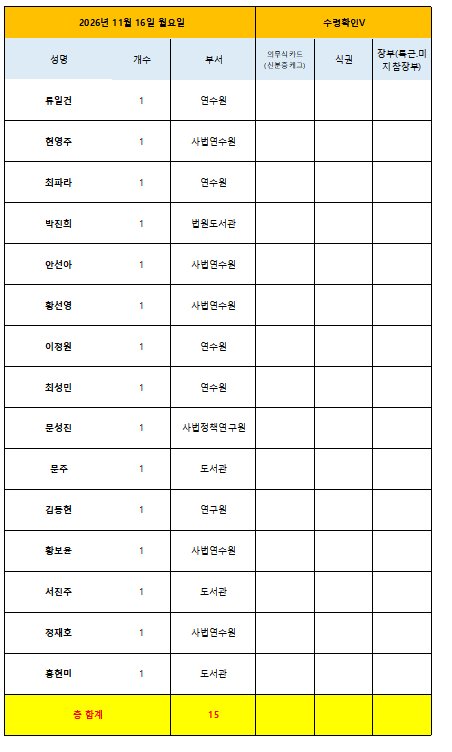 2026년 11월 16일 월요일 수령확인V
성명 개수 부서 의무식카드 (신분증케그) 식권 장부(특근.미지참장부)
류일건 1 연수원
현영주 1 사법연수원
최파라 1 연수원
박진희 1 법원도서관
안선아 1 사법연수원
황선영 1 사법연수원
이정원 1 연수원
최성민 1 연수원
문성진 1 사법정책연구원
문주 1 도서관
김동현 1 연구원
황보윤 1 사법연수원
서진주 1 도서관
정재호 1 사법연수원
홍현미 1 도서관
총 합계 15